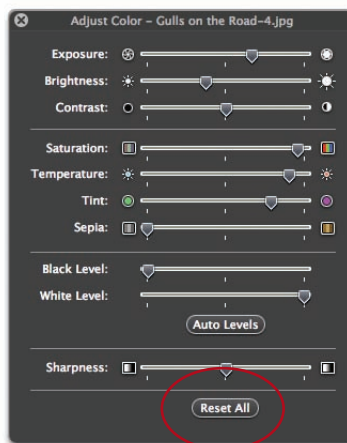 Adjust Color – Gulls on the Road-4.jpg
Exposure:
Brightness:
Contrast:
Saturation:
Temperature:
Tint:
Sepia:
Black Level:
White Level:
Auto Levels
Sharpness:
Reset All